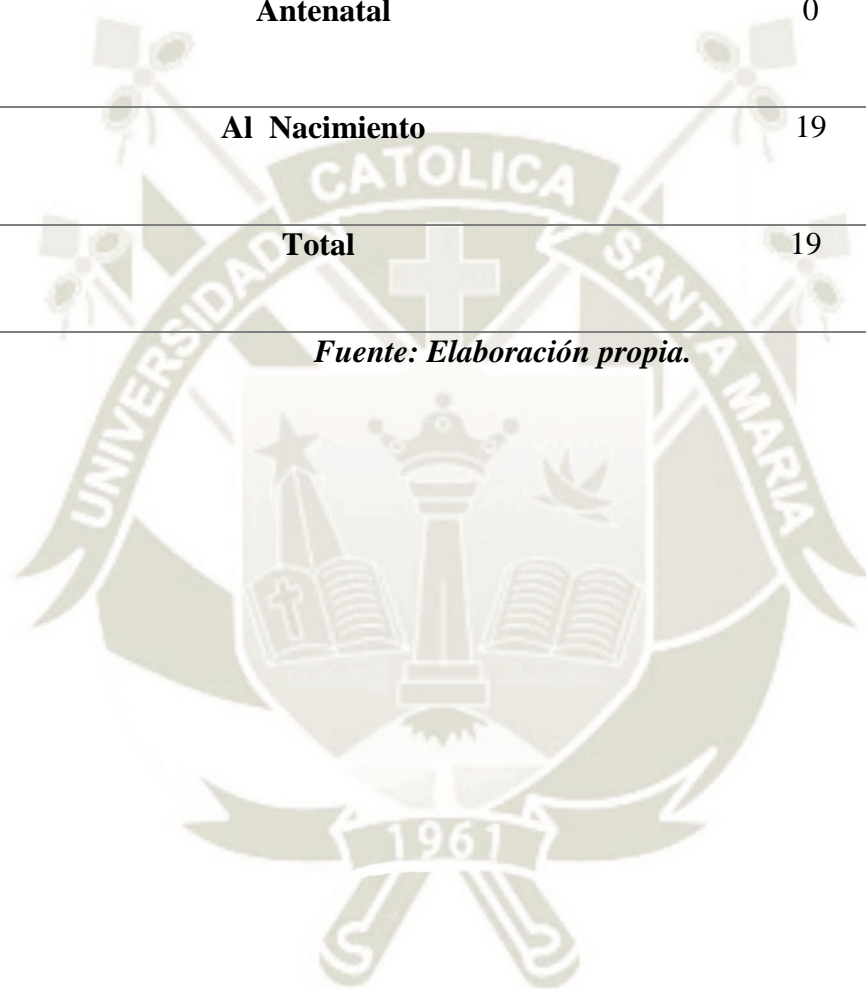 Antenatal 0
Al Nacimiento 19
Total 19
Fuente: Elaboración propia.
UNIVERSIDAD CATOLICA SANTA MARIA
1961